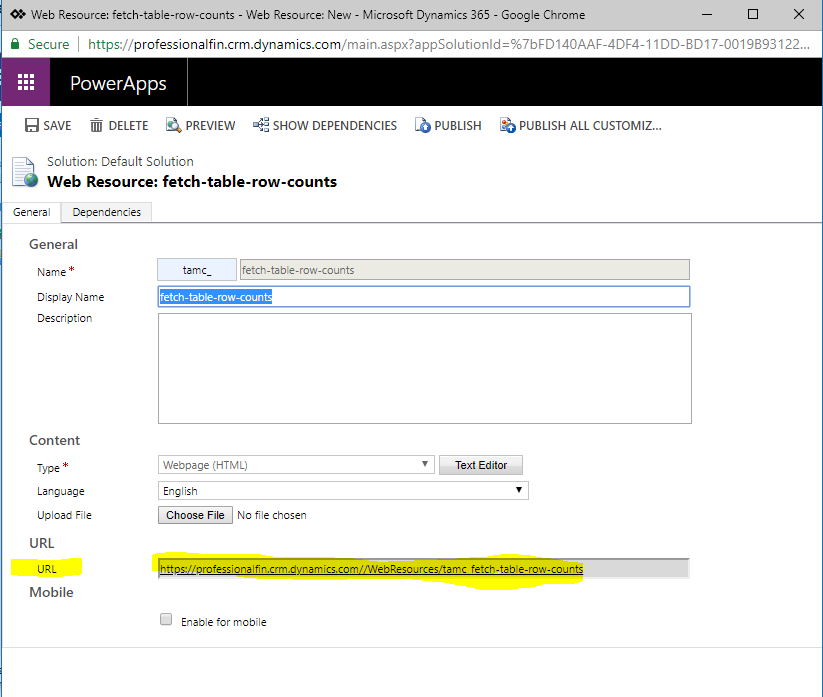 Web Resource: fetch-table-row-counts - Web Resource: New - Microsoft Dynamics 365 - Google Chrome
Secure | https://professionalfin.crm.dynamics.com/main.aspx?appSolutionId=%7bFD140AAF-4DF4-11DD-BD17-0019B93122...
PowerApps
SAVE DELETE PREVIEW SHOW DEPENDENCIES PUBLISH PUBLISH ALL CUSTOMIZ...
Solution: Default Solution
Web Resource: fetch-table-row-counts
General Dependencies
General
Name * tamc_ fetch-table-row-counts
Display Name fetch-table-row-counts
Description
Content
Type * Webpage (HTML) Text Editor
Language English
Upload File Choose File No file chosen
URL
URL https://professionalfin.crm.dynamics.com//WebResources/tamc_fetch-table-row-counts
Mobile
Enable for mobile